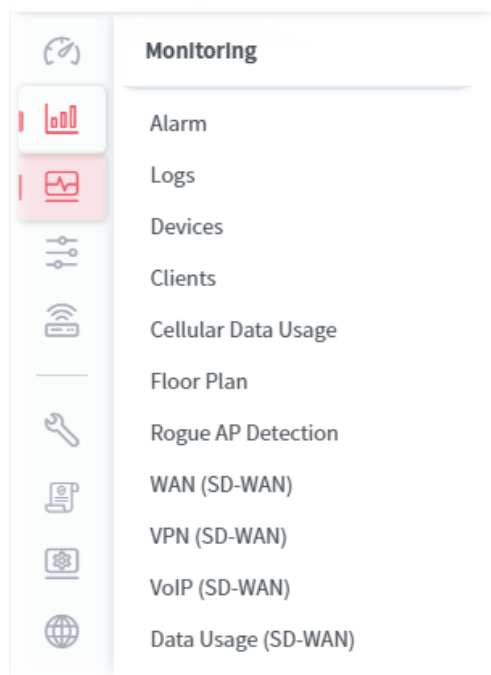 Monitoring
Alarm
Logs
Devices
Clients
Cellular Data Usage
Floor Plan
Rogue AP Detection
WAN (SD-WAN)
VPN (SD-WAN)
VoIP (SD-WAN)
Data Usage (SD-WAN)